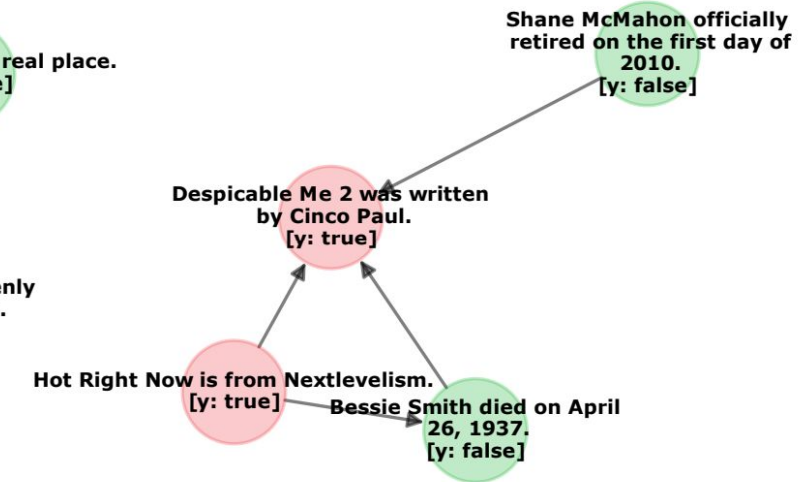 Shane McMahon officially
retired on the first day of
2010.
[y: false]
real place.
Despicable Me 2 was written
by Cinco Paul.
[y: true]
Hot Right Now is from Nextlevelism.
[y: true]
Bessie Smith died on April
26, 1937.
[y: false]